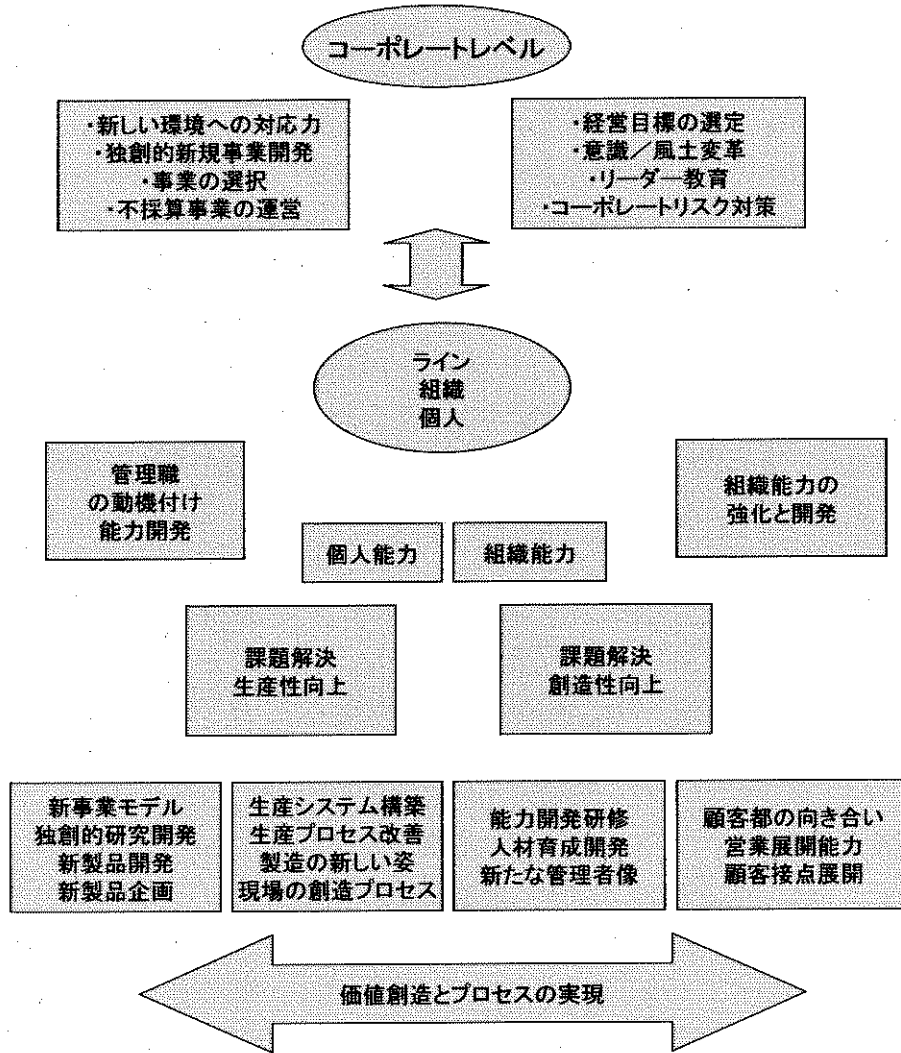 コーポレートレベル
・新しい環境への対応力
・独創的新規事業開発
・事業の選択
・不採算事業の運営
・経営目標の選定
・意識／風土変革
・リーダー教育
・コーポレートリスク対策
ライン
組織
個人
管理職
の動機付け
能力開発
組織能力の
強化と開発
個人能力
組織能力
課題解決
生産性向上
課題解決
創造性向上
新事業モデル
独創的研究開発
新製品開発
新製品企画
生産システム構築
生産プロセス改善
製造の新しい姿
現場の創造プロセス
能力開発研修
人材育成開発
新たな管理者像
顧客都の向き合い
営業展開能力
顧客接点展開
価値創造とプロセスの実現